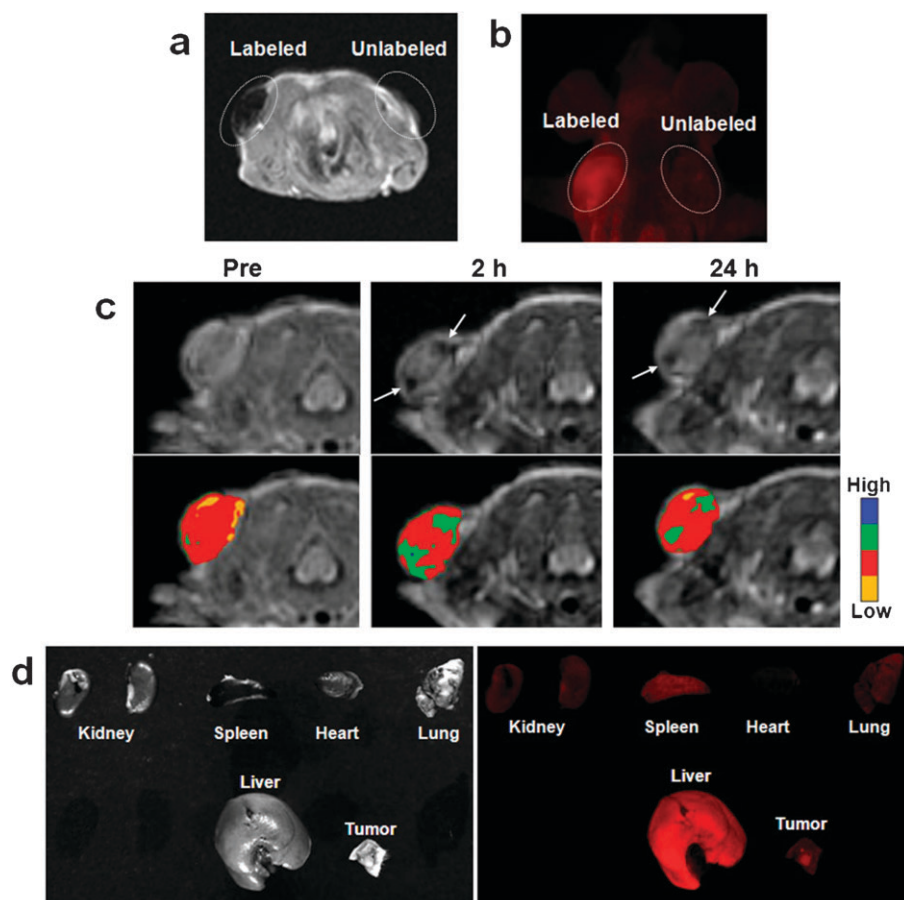 a
Labeled
Unlabeled
b
Labeled
Unlabeled
Pre
2 h
24 h
c
High
Low
d
Kidney
Spleen
Heart
Lung
Liver
Tumor
Kidney
Spleen
Heart
Lung
Liver
Tumor